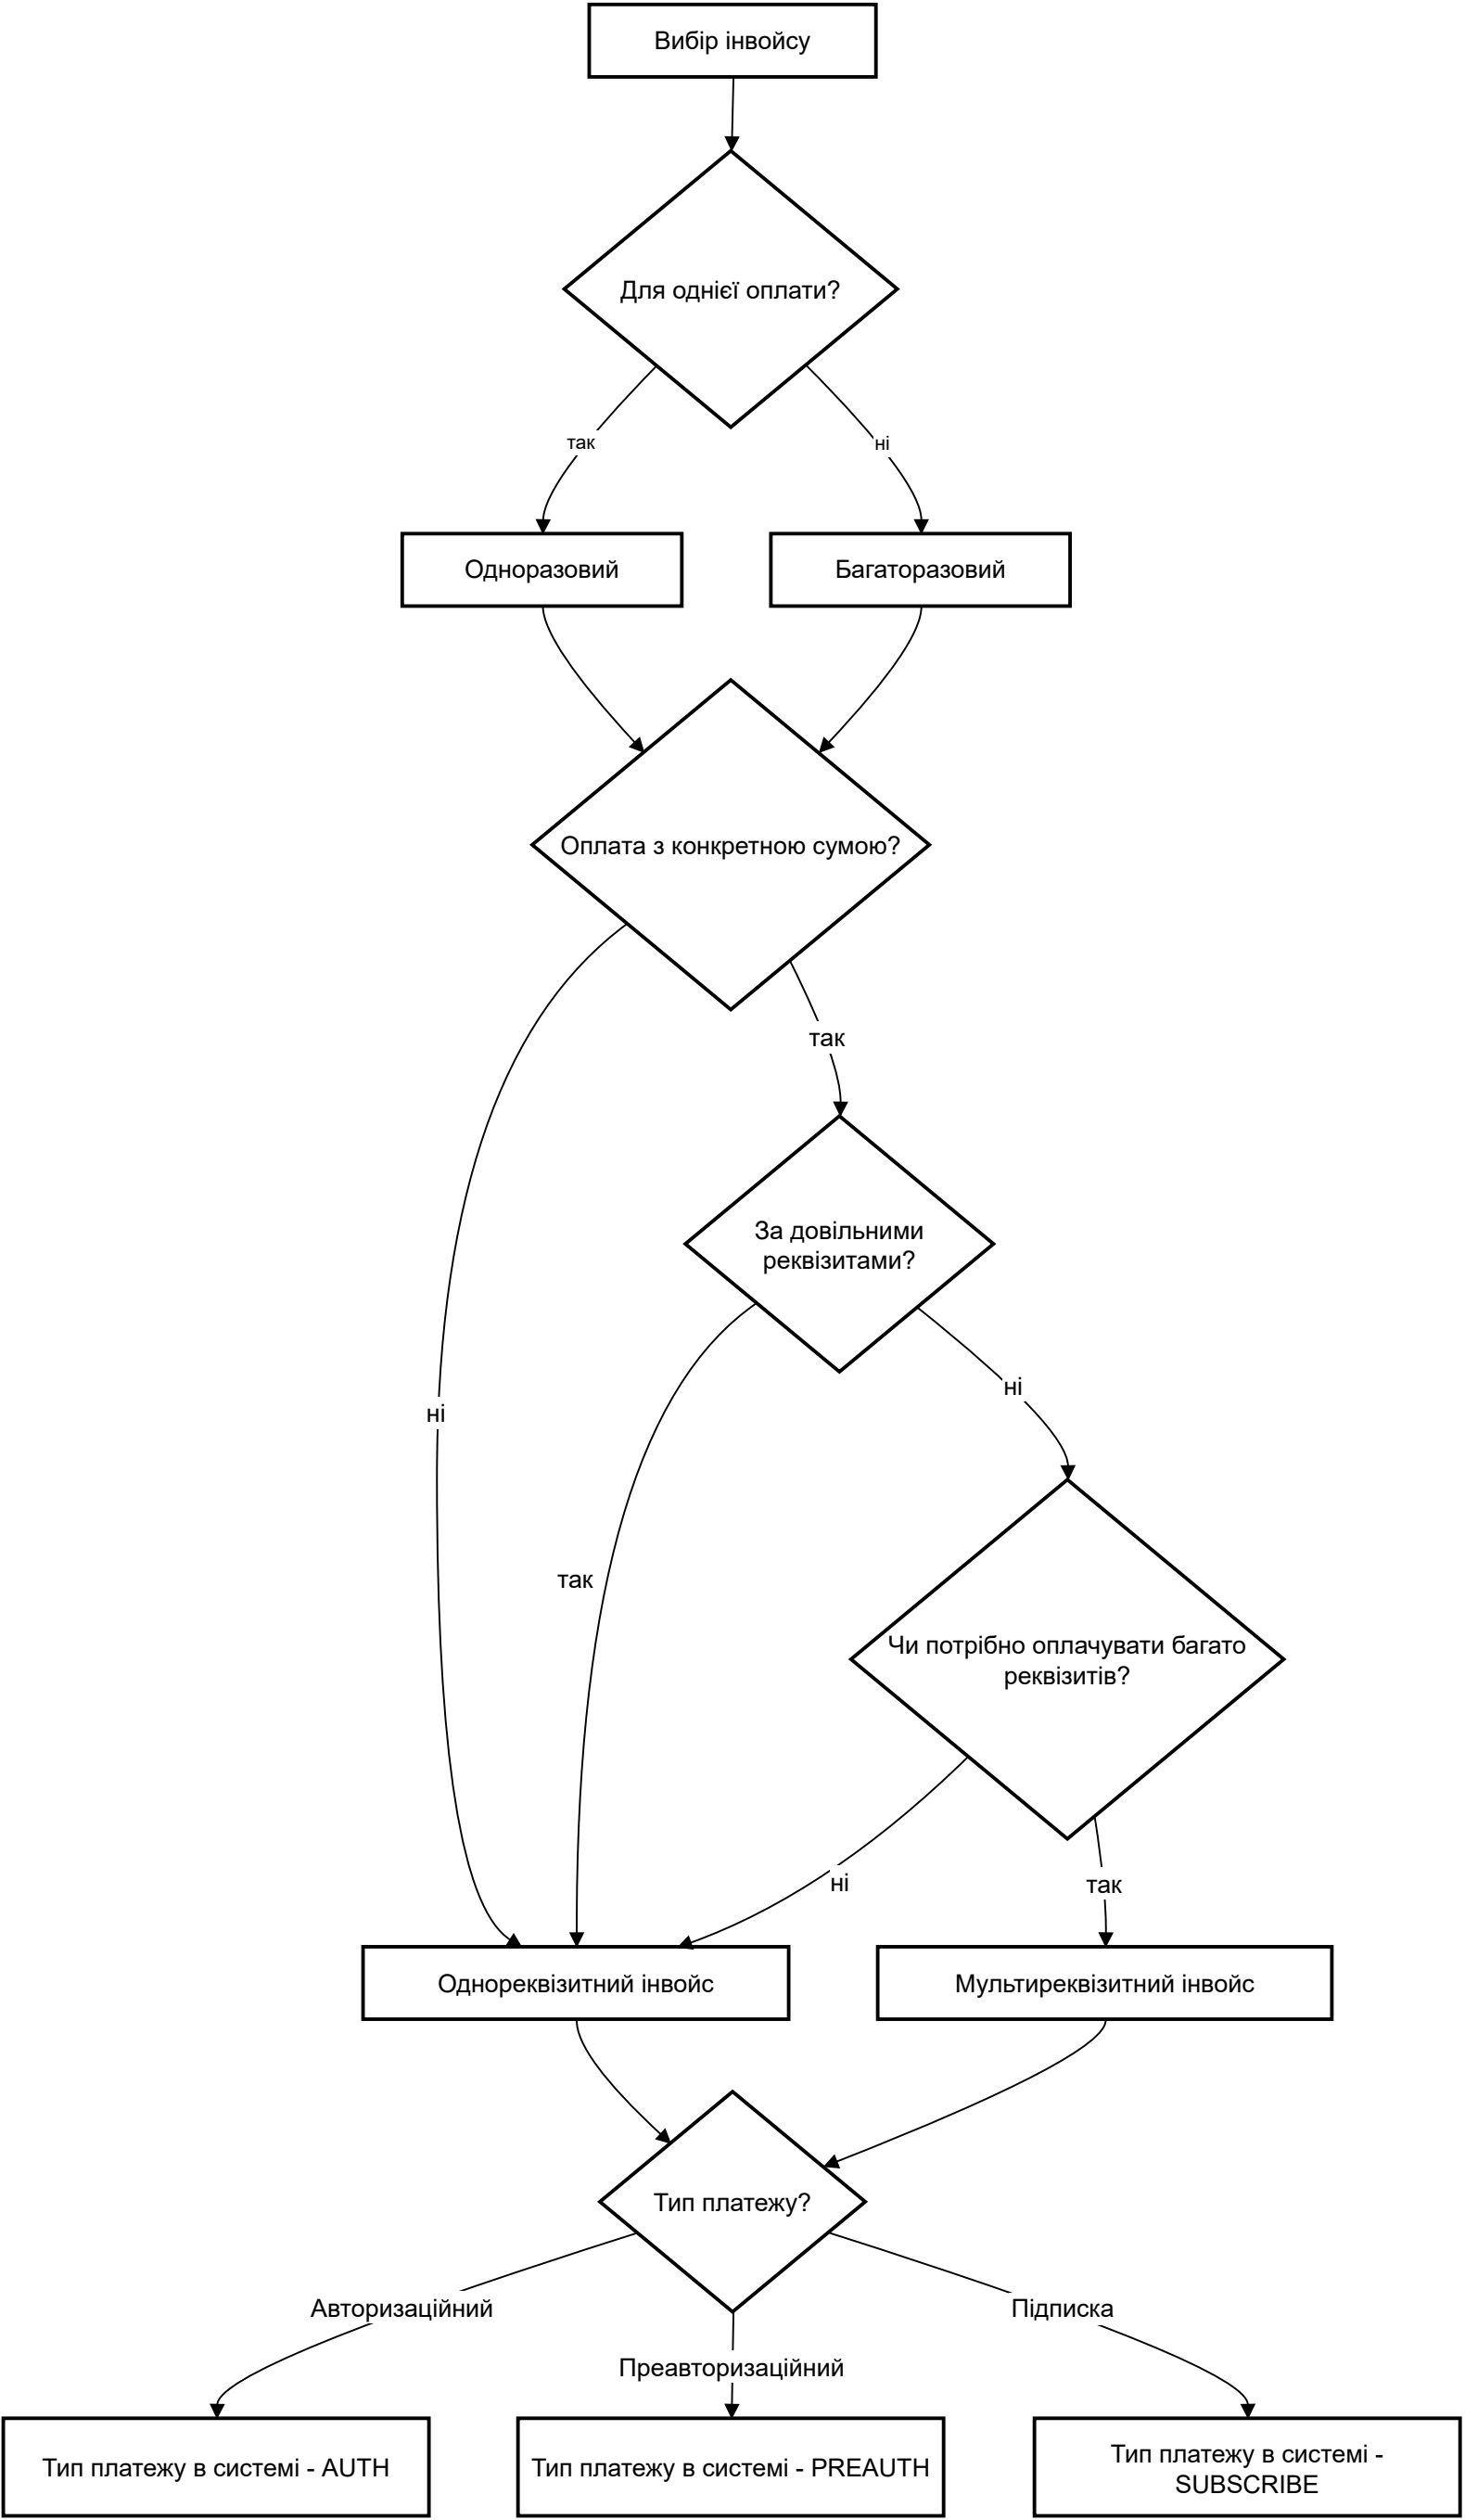 Вибір інвойсу
Для однієї оплати?
так
ні
Одноразовий
Багаторазовий
Оплата з конкретною сумою?
так
За довільними
реквізитами?
ні
ні
так
Чи потрібно оплачувати багато
реквізитів?
ні
так
Однореквізитний інвойс
Мультиреквізитний інвойс
Тип платежу?
Авторизаційний
Підписка
Преавторизаційний
Тип платежу в системі - AUTH
Тип платежу в системі - PREAUTH
Тип платежу в системі -
SUBSCRIBE